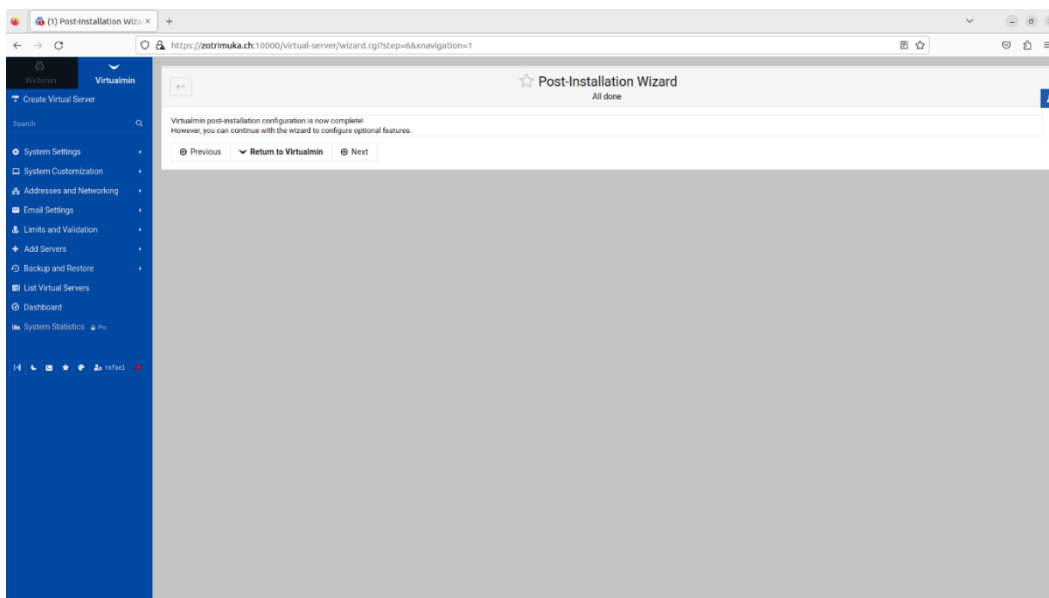 (1) Post-Installation Wiza
https://zotrimuka.ch:10000/virtual-server/wizard.cgi?step=6&xnavigation=1
Webmin
Virtualmin
Create Virtual Server
Search
System Settings
System Customization
Addresses and Networking
Email Settings
Limits and Validation
Add Servers
Backup and Restore
List Virtual Servers
Dashboard
System Statistics Pro
rafael
Post-Installation Wizard
All done
Virtualmin post-installation configuration is now complete!
However, you can continue with the wizard to configure optional features.
Previous Return to Virtualmin Next